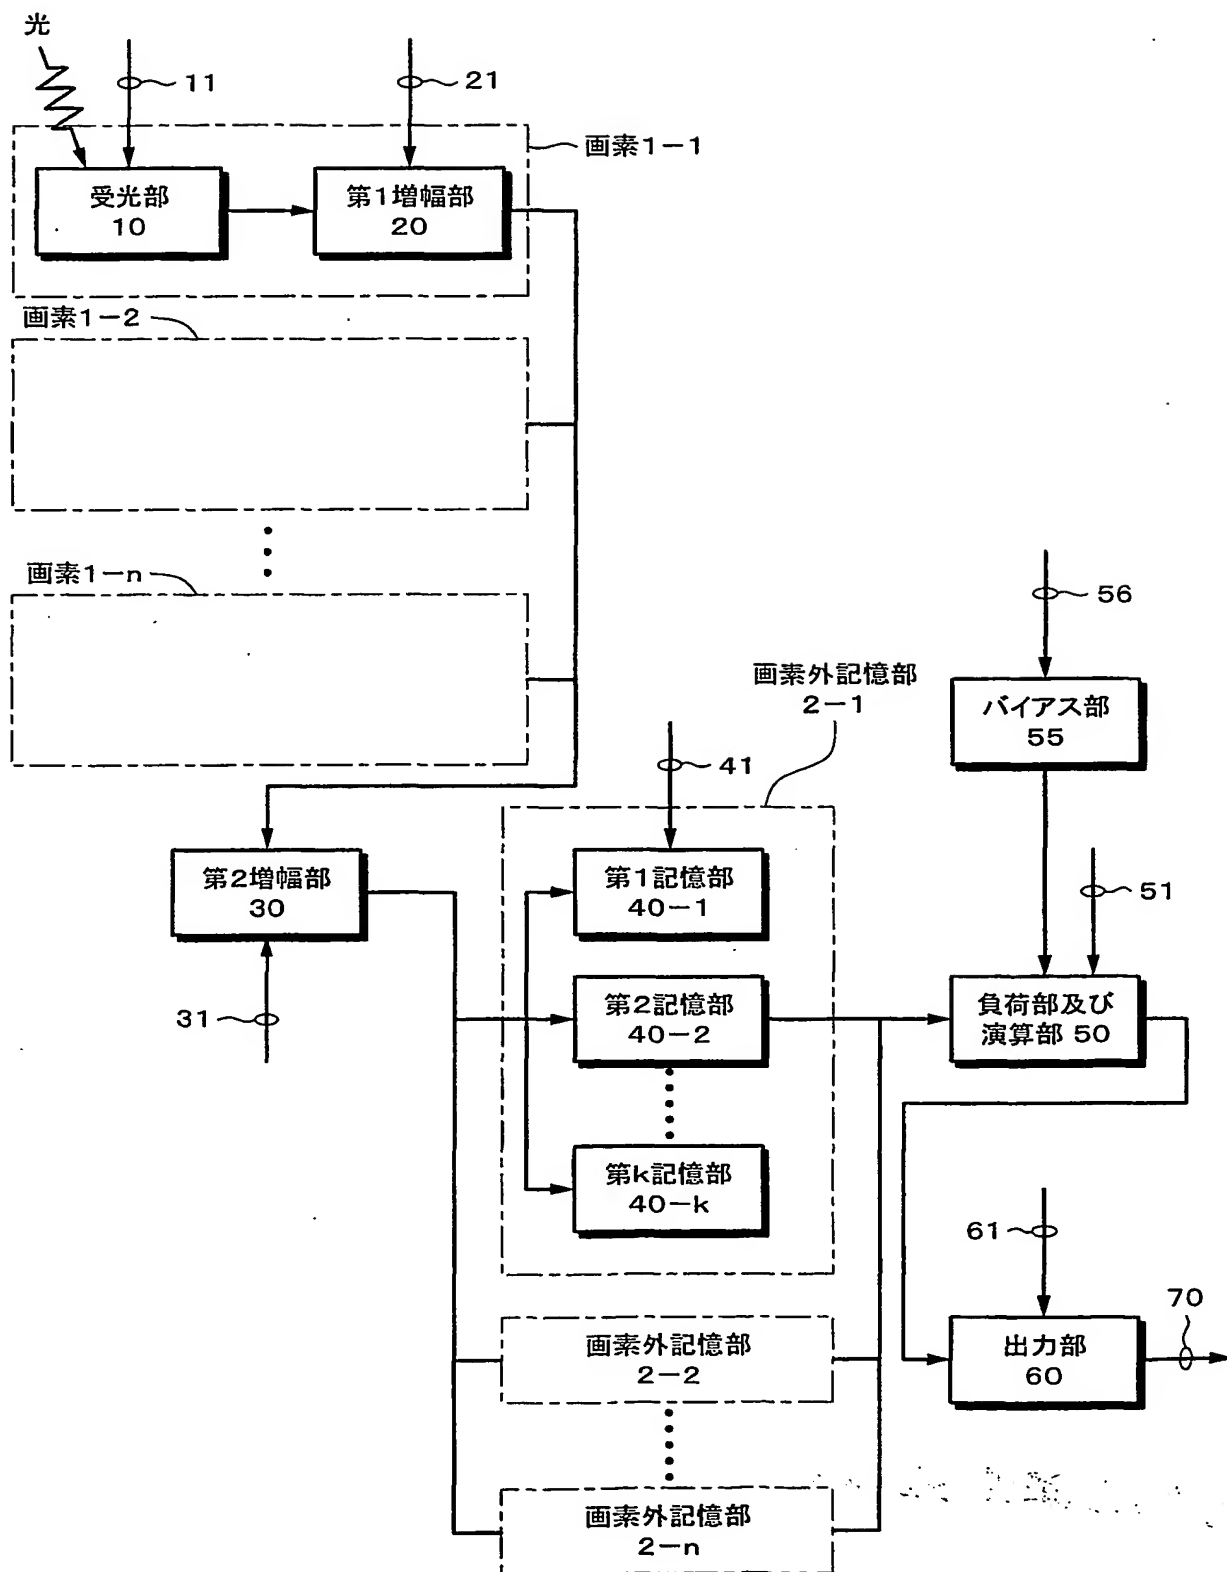 光
11
21
画素1-1
受光部
10
第1増幅部
20
画素1-2
画素1-n
56
画素外記憶部
2-1
バイアス部
55
41
第2増幅部
30
第1記憶部
40-1
51
31
第2記憶部
40-2
負荷部及び
演算部 50
第k記憶部
40-k
61
70
画素外記憶部
2-2
出力部
60
画素外記憶部
2-n